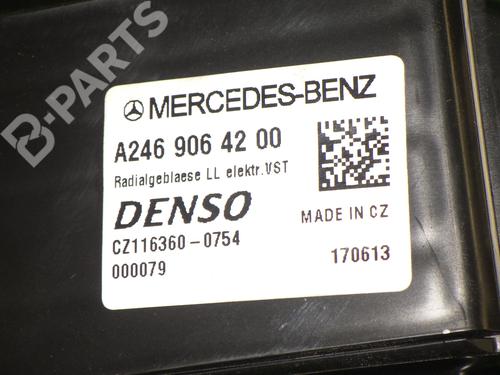 B-PARTS
MERCEDES-BENZ
A246 906 42 00
Radialgeblaese LL elektr.VST
DENSO
MADE IN CZ
CZ116360-0754
000079
170613